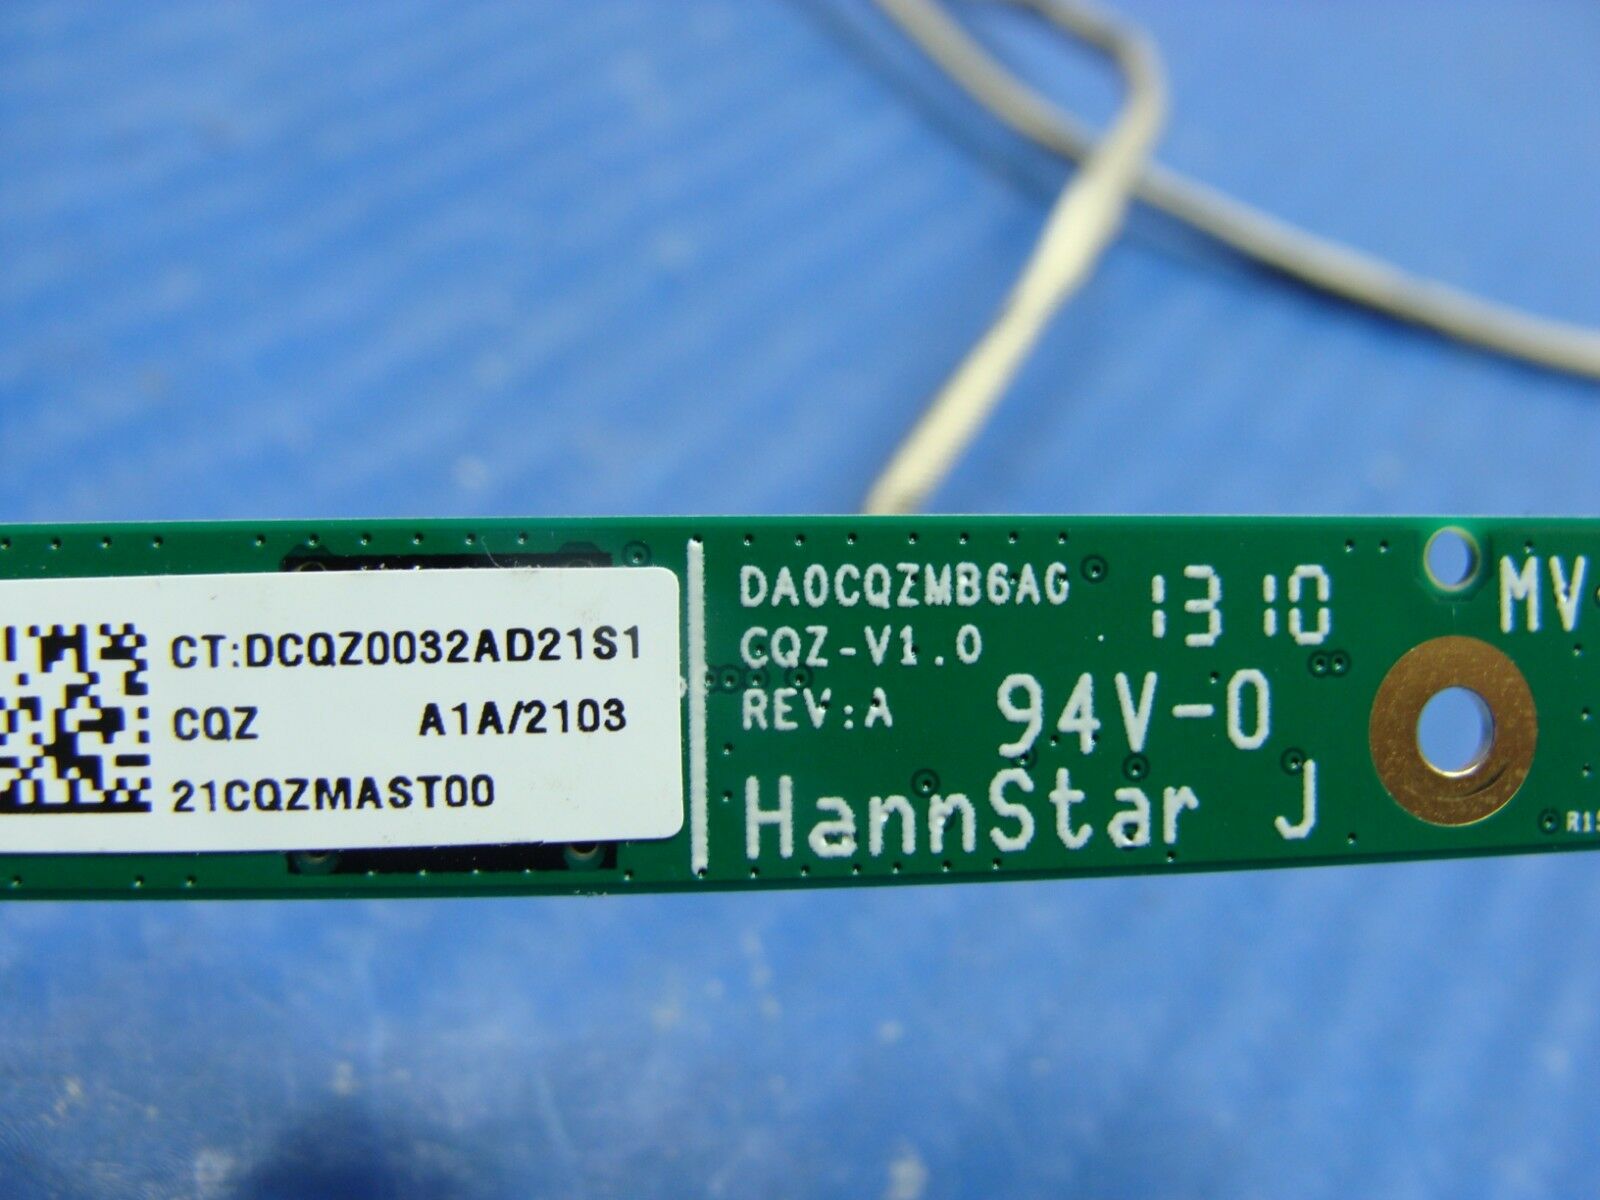 CT:DCQZ0032AD21S1
CQZ A1A/2103
21CQZMAST00
DA0CQZMB6AG
CQZ-V1.0
REV:A
1310
94V-0
HannStar J
MV